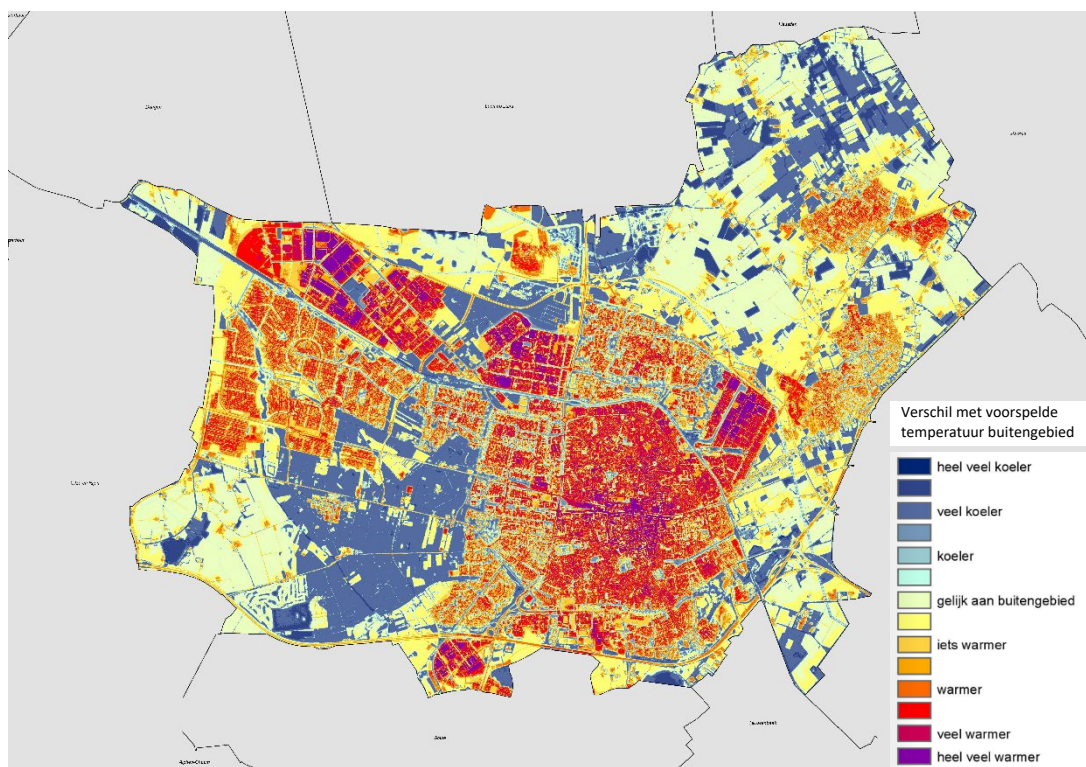 Dongen
Verschil met voorspelde
temperatuur buitengebied
heel veel koeler
veel koeler
koeler
gelijk aan buitengebied
iets warmer
warmer
veel warmer
heel veel warmer